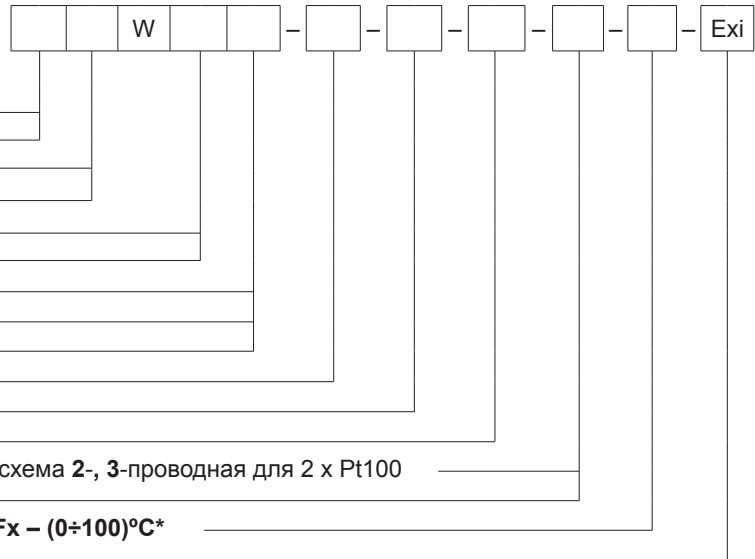 W – – – – – – Exi
схема 2-, 3-проводная для 2 x Pt100
Fx – (0÷100)ºC*